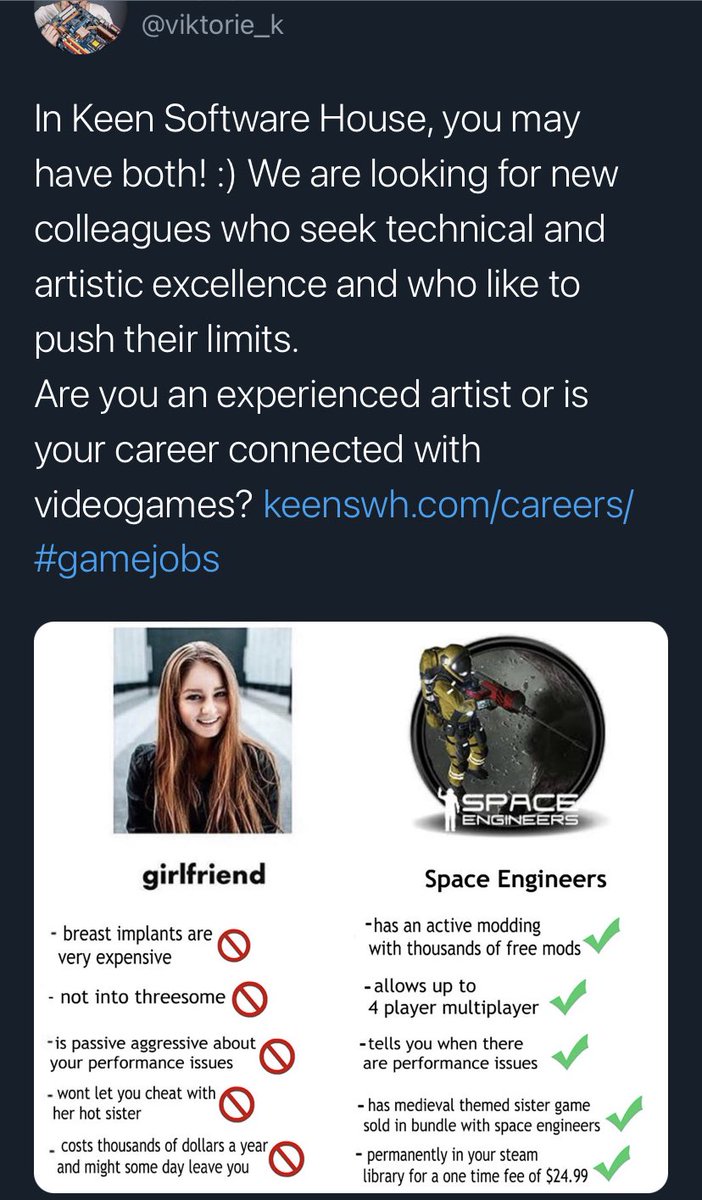 @viktorie_k
In Keen Software House, you may
have both! :) We are looking for new
colleagues who seek technical and
artistic excellence and who like to
push their limits.
Are you an experienced artist or is
your career connected with
videogames? keenswh.com/careers/
#gamejobs
SPACE
ENGINEERS
girlfriend
- breast implants are
very expensive
- not into threesome
-is passive aggressive about
your performance issues
- wont let you cheat with
her hot sister
- costs thousands of dollars a year
and might some day leave you
Space Engineers
-has an active modding
with thousands of free mods
-allows up to
4 player multiplayer
-tells you when there
are performance issues
-has medieval themed sister game
sold in bundle with space engineers
- permanently in your steam
library for a one time fee of $24.99